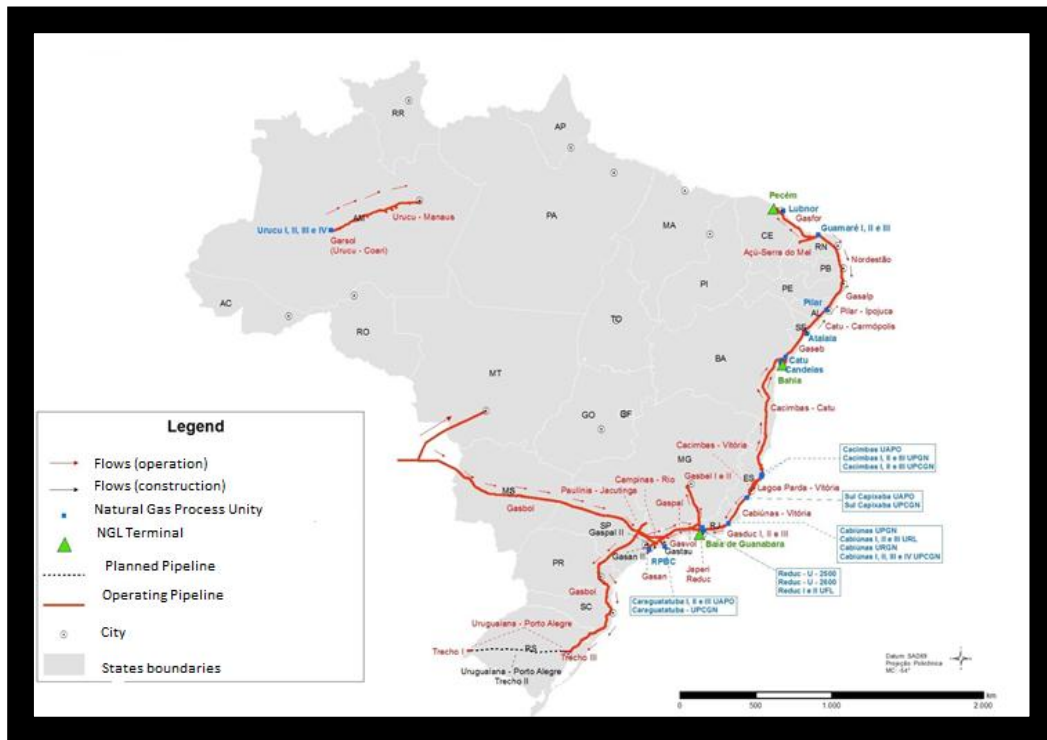 RR
AP
Pecém
Lubnor
Gasfor
Guamaré I, II e III
CE
RN
Açú-Serra do Mel
Nordestão
PB
PE
Gasalp
Pilar
AL
Pilar - Ipojuca
Catu - Carmópolis
SE
Atalaia
Gaseb
Catu
Candeias
Bahia
AM
Urucu - Manaus
Urucu I, II, III e IV
Garsol
(Urucu - Coari)
PA
MA
PI
AC
RO
TO
BA
MT
GO
DF
Cacimbas - Catu
Cacimbas - Vitória
MG
Gasbel I e II
Campinas - Rio
Paulínia - Jacutinga
Gaspal
ES
Lagoa Parda - Vitória
Cacimbas UAPO
Cacimbas I, II e III UPGN
Cacimbas I, II e III UPCGN
Sul Capixaba UAPO
Sul Capixaba UPCGN
MS
Gasbol
SP
Gaspal II
Cabiúnas - Vitória
RJ
Gasduc I, II e III
Gasvol
Baía de Guanabara
Gasan II
Gastau
RPBC
Gasan
Japeri
Reduc
Cabiúnas UPGN
Cabiúnas I, II e III URL
Cabiúnas URGN
Cabiúnas I, II, III e IV UPCGN
Reduc - U - 2500
Reduc - U - 2600
Reduc I e II UFL
Caraguatatuba I, II e III UAPO
Caraguatatuba - UPCGN
PR
Gasbol
SC
Uruguaiana - Porto Alegre
RS
Trecho I
Trecho III
Uruguaiana - Porto Alegre
Trecho II
Legend
Flows (operation)
Flows (construction)
Natural Gas Process Unity
NGL Terminal
Planned Pipeline
Operating Pipeline
City
States boundaries
Datum: SAD69
Projeção: Policônica
MC: -54°
km
0
500
1.000
2.000